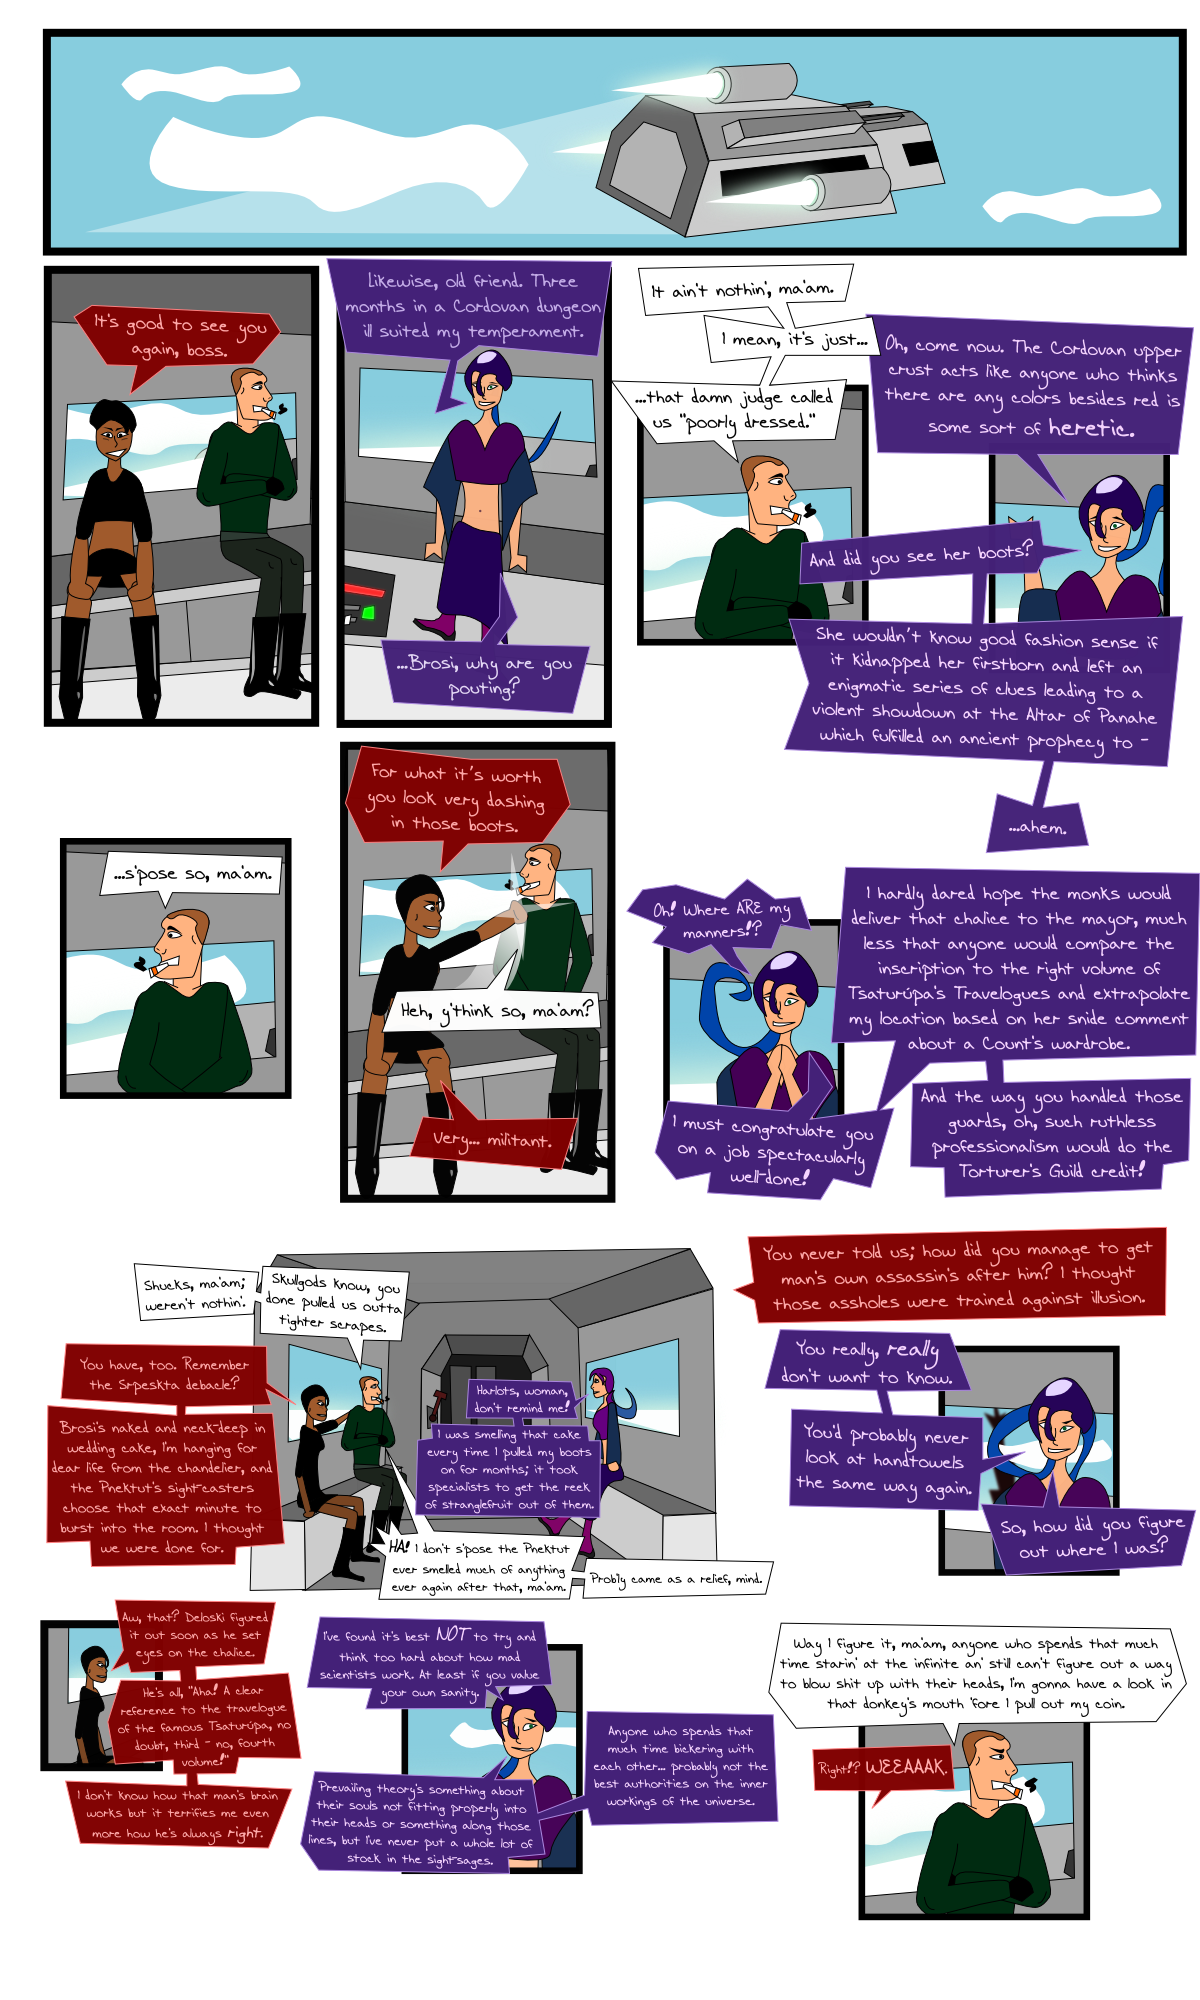 It's good to see you
again, boss.
Likewise, old friend. Three
months in a Cordovan dungeon
ill suited my temperament.
...Brosi, why are you
pouting?
It ain't nothin', ma'am.
I mean, it's just...
...that damn judge called
us "poorly dressed."
Oh, come now. The Cordovan upper
crust acts like anyone who thinks
there are any colors besides red is
some sort of heretic.
And did you see her boots?
She wouldn't know good fashion sense if
it kidnapped her firstborn and left an
enigmatic series of clues leading to a
violent showdown at the Altar of Panahe
which fulfilled an ancient prophecy to -
...ahem.
...s'pose so, ma'am.
For what it's worth
you look very dashing
in those boots.
Heh, y'think so, ma'am?
Very... militant.
Oh! Where ARE my
manners!?
I must congratulate you
on a job spectacularly
well-done!
I hardly dared hope the monks would
deliver that chalice to the mayor, much
less that anyone would compare the
inscription to the right volume of
Tsaturúpa's Travelogues and extrapolate
my location based on her snide comment
about a Count's wardrobe.
And the way you handled those
guards, oh, such ruthless
professionalism would do the
Torturer's Guild credit!
Shucks, ma'am;
weren't nothin'.
Skullgods know, you
done pulled us outta
tighter scrapes.
You have, too. Remember
the Srpeskta debacle?
Brosi's naked and neck-deep in
wedding cake, I'm hanging for
dear life from the chandelier, and
the Pnektut's sight-casters
choose that exact minute to
burst into the room. I thought
we were done for.
Harlots, woman,
don't remind me!
I was smelling that cake
every time I pulled my boots
on for months; it took
specialists to get the reek
of stranglefruit out of them.
HA! I don't s'pose the Pnektut
ever smelled much of anything
ever again after that, ma'am.
Prob'ly came as a relief, mind.
You never told us; how did you manage to get
man's own assassin's after him? I thought
those assholes were trained against illusion.
You really, really
don't want to know.
You'd probably never
look at handtowels
the same way again.
So, how did you figure
out where I was?
Aw, that? Deloski figured
it out soon as he set
eyes on the chalice.
He's all, "Aha! A clear
reference to the travelogue
of the famous Tsaturúpa, no
doubt, third - no, fourth
volume!"
I don't know how that man's brain
works but it terrifies me even
more how he's always right.
I've found it's best NOT to try and
think too hard about how mad
scientists work. At least if you value
your own sanity.
Prevailing theory's something about
their souls not fitting properly into
their heads or something along those
lines, but I've never put a whole lot of
stock in the sight-sages.
Anyone who spends that
much time bickering with
each other... probably not the
best authorities on the inner
workings of the universe.
Way I figure it, ma'am, anyone who spends that much
time starin' at the infinite an' still can't figure out a way
to blow shit up with their heads, I'm gonna have a look in
that donkey's mouth 'fore I pull out my coin.
Right!? WEEAAAK.